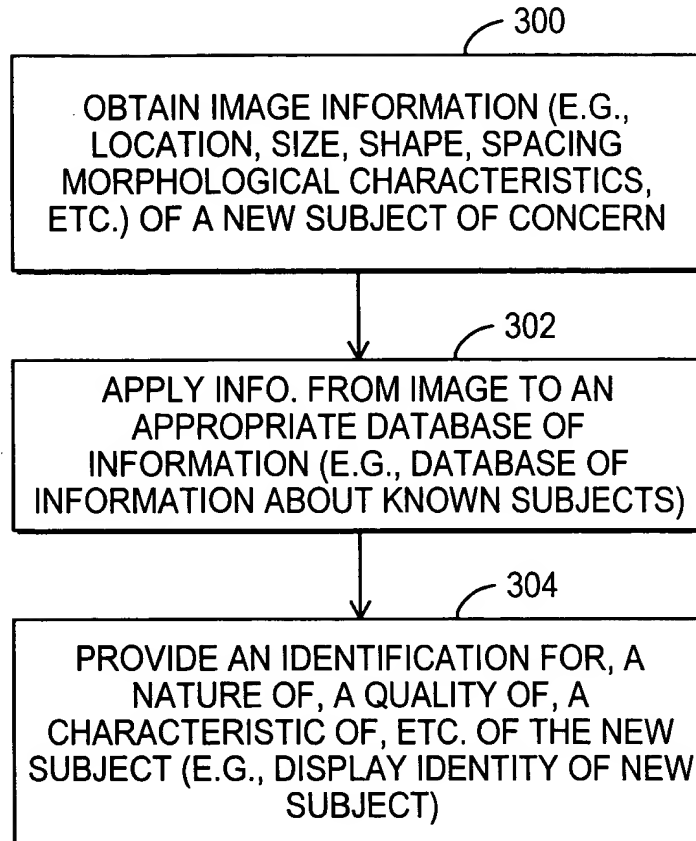 300
OBTAIN IMAGE INFORMATION (E.G.,
LOCATION, SIZE, SHAPE, SPACING
MORPHOLOGICAL CHARACTERISTICS,
ETC.) OF A NEW SUBJECT OF CONCERN
302
APPLY INFO. FROM IMAGE TO AN
APPROPRIATE DATABASE OF
INFORMATION (E.G., DATABASE OF
INFORMATION ABOUT KNOWN SUBJECTS)
304
PROVIDE AN IDENTIFICATION FOR, A
NATURE OF, A QUALITY OF, A
CHARACTERISTIC OF, ETC. OF THE NEW
SUBJECT (E.G., DISPLAY IDENTITY OF NEW
SUBJECT)